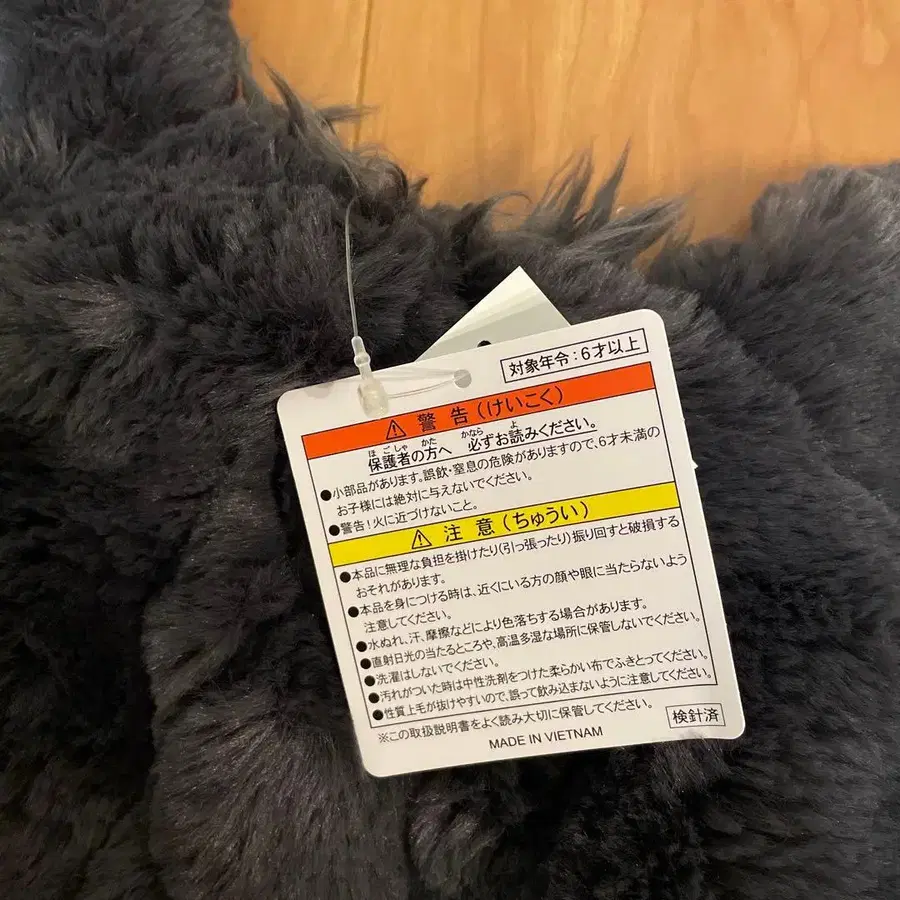 対象年令:6才以上
⚠ 警告(けいこく)
保護者の方へ 必ずお読みください。
●小部品があります。誤飲・窒息の危険がありますので、6才未満の
お子様には絶対に与えないでください。
●警告!火に近づけないこと。
⚠ 注意(ちゅうい)
●本品に無理な負担を掛けたり(引っ張ったり)振り回すと破損する
おそれがあります。
●本品を身につける時は、近くにいる方の顔や眼に当たらないよう
注意してください。
●水ぬれ、汗、摩擦などにより色落ちする場合があります。
●直射日光の当たるところや、高温多湿な場所に保管しないでください。
●洗濯はしないでください。
●汚れがついた時は中性洗剤をつけた柔らかい布でふきとってください。
●性質上毛が抜けやすいので、誤って飲み込まないように注意してください。
※この取扱説明書をよく読み大切に保管してください。
検針済
MADE IN VIETNAM